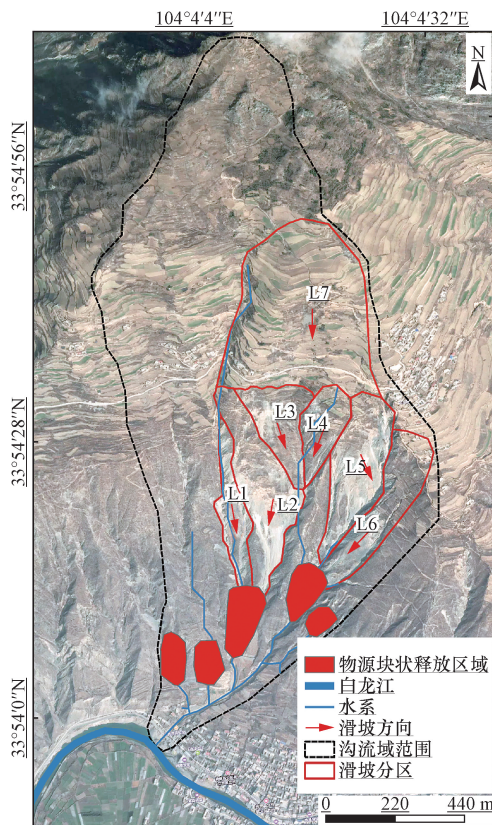 104°4′4″E 104°4′32″E
N
33°54′56″N
L7
L3
L4
33°54′28″N
L5
L1
L2
L6
物源块状释放区域
白龙江
水系
滑坡方向
沟流域范围
滑坡分区
33°54′0″N
0 220 440 m